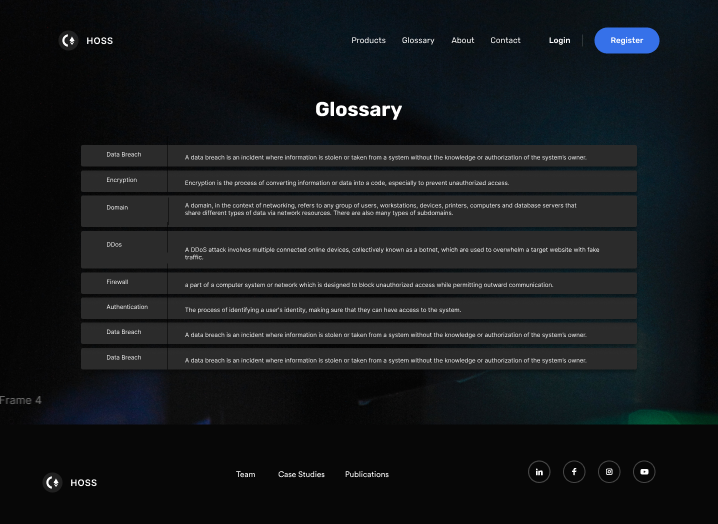 HOSS
Products Glossary About Contact Login Register
Glossary
Data Breach
A data breach is an incident where information is stolen or taken from a system without the knowledge or authorization of the system's owner.
Encryption
Encryption is the process of converting information or data into a code, especially to prevent unauthorized access.
Domain
A domain, in the context of networking, refers to any group of users, workstations, devices, printers, computers and database servers that
share different types of data via network resources. There are also many types of subdomains.
DDos
A DDoS attack involves multiple connected online devices, collectively known as a botnet, which are used to overwhelm a target website with fake
traffic.
Firewall
a part of a computer system or network which is designed to block unauthorized access while permitting outward communication.
Authentication
The process of identifying a user's identity, making sure that they can have access to the system.
Data Breach
A data breach is an incident where information is stolen or taken from a system without the knowledge or authorization of the system's owner.
Data Breach
A data breach is an incident where information is stolen or taken from a system without the knowledge or authorization of the system's owner.
Frame 4
HOSS
Team Case Studies Publications